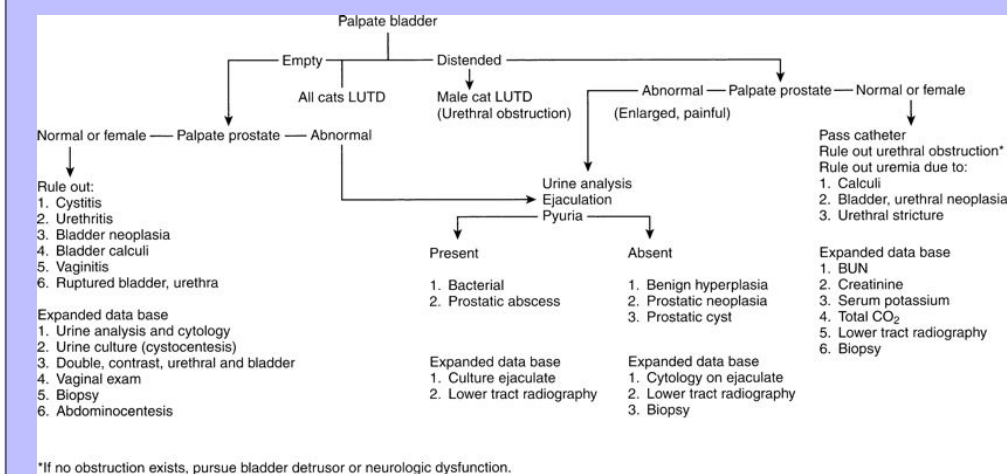 Palpate bladder
Empty
Distended
All cats LUTD
Male cat LUTD
(Urethral obstruction)
Abnormal
Palpate prostate
Normal or female
(Enlarged, painful)
Normal or female
Palpate prostate
Abnormal
Pass catheter
Rule out urethral obstruction*
Rule out uremia due to:
1. Calculi
2. Bladder, urethral neoplasia
3. Urethral stricture
Urine analysis
Ejaculation
Pyuria
Rule out:
1. Cystitis
2. Urethritis
3. Bladder neoplasia
4. Bladder calculi
5. Vaginitis
6. Ruptured bladder, urethra
Present
Absent
1. Bacterial
2. Prostatic abscess
1. Benign hyperplasia
2. Prostatic neoplasia
3. Prostatic cyst
Expanded data base
1. BUN
2. Creatinine
3. Serum potassium
4. Total CO₂
5. Lower tract radiography
6. Biopsy
Expanded data base
1. Urine analysis and cytology
2. Urine culture (cystocentesis)
3. Double, contrast, urethral and bladder
4. Vaginal exam
5. Biopsy
6. Abdominocentesis
Expanded data base
1. Culture ejaculate
2. Lower tract radiography
Expanded data base
1. Cytology on ejaculate
2. Lower tract radiography
3. Biopsy
*If no obstruction exists, pursue bladder detrusor or neurologic dysfunction.